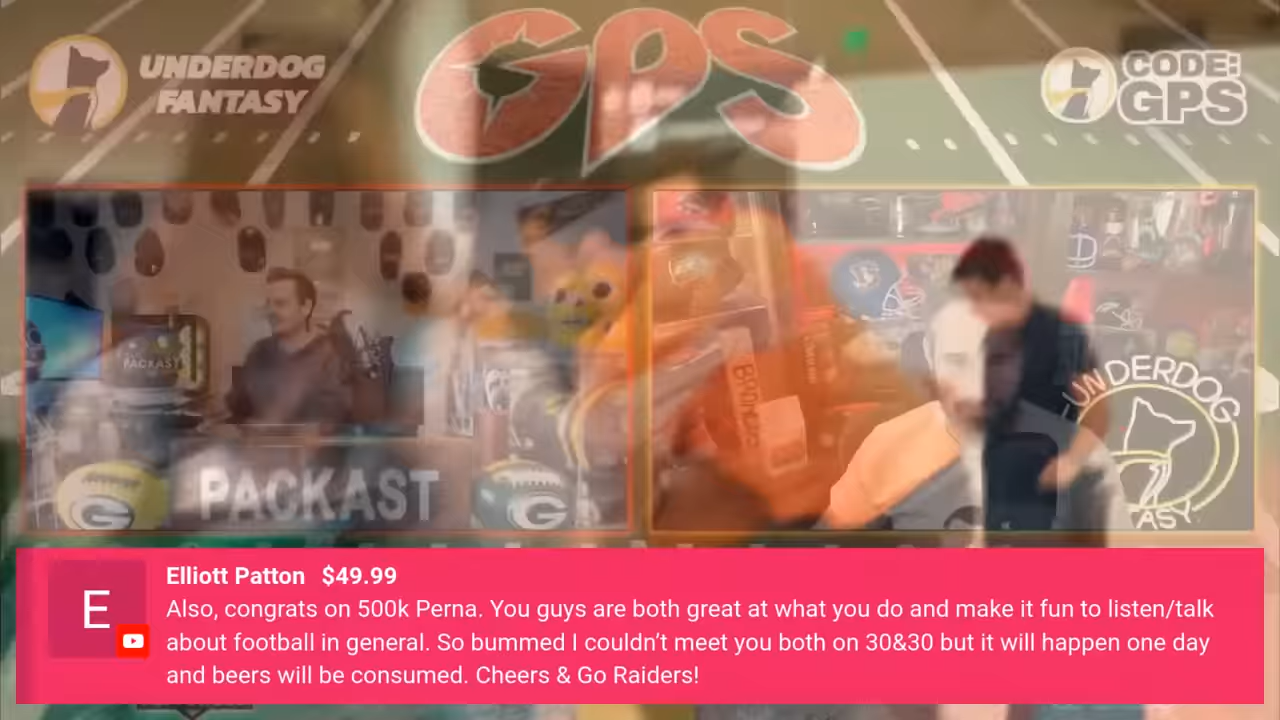 GPS
UNDERDOG
FANTASY
CODE:
GPS
PACKAST
UNDERDOG
PACKAST
ASY
E
Elliott Patton $49.99
Also, congrats on 500k Perna. You guys are both great at what you do and make it fun to listen/talk
about football in general. So bummed I couldn’t meet you both on 30&30 but it will happen one day
and beers will be consumed. Cheers & Go Raiders!